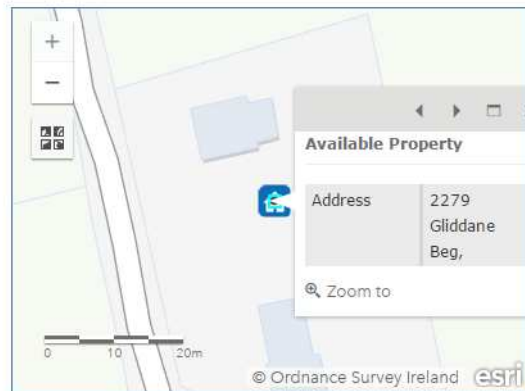 +
−
Available Property
Address 2279
Gliddane
Beg,
Zoom to
0 10 20m
© Ordnance Survey Ireland esri